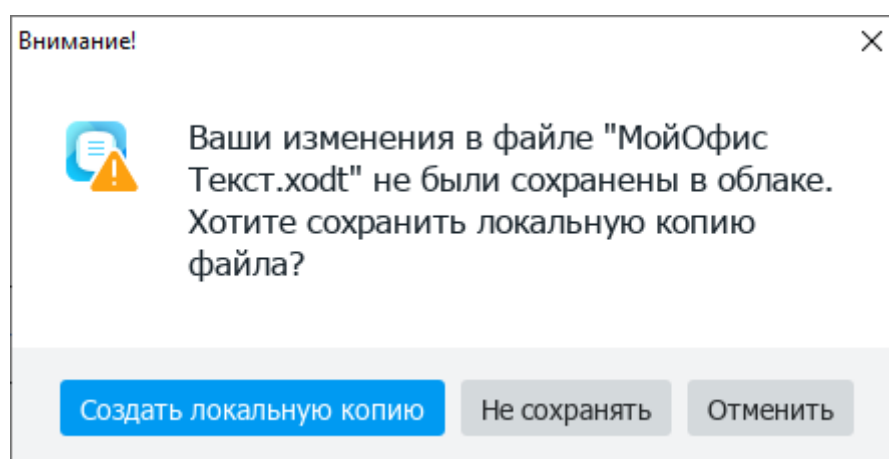 Внимание!
Ваши изменения в файле "МойОфис
Текст.xodt" не были сохранены в облаке.
Хотите сохранить локальную копию
файла?
Создать локальную копию Не сохранять Отменить